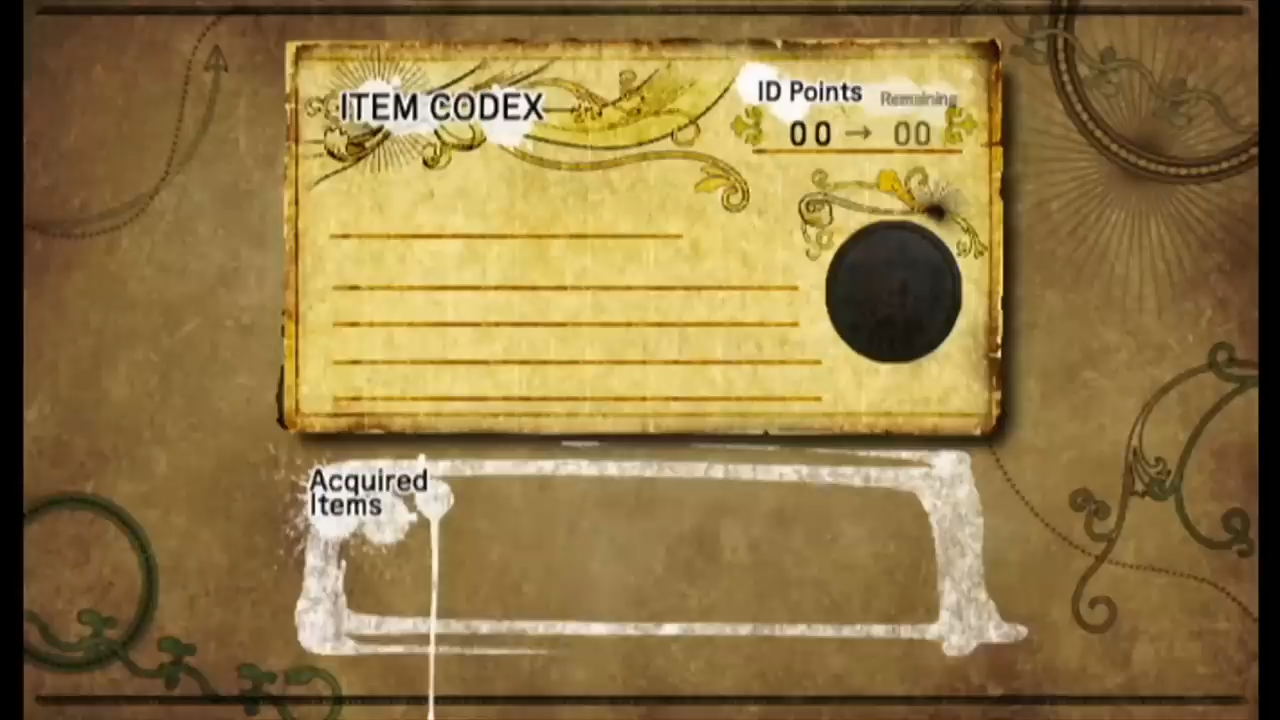 ITEM CODEX
ID Points Remaining
00 → 00
Acquired
Items